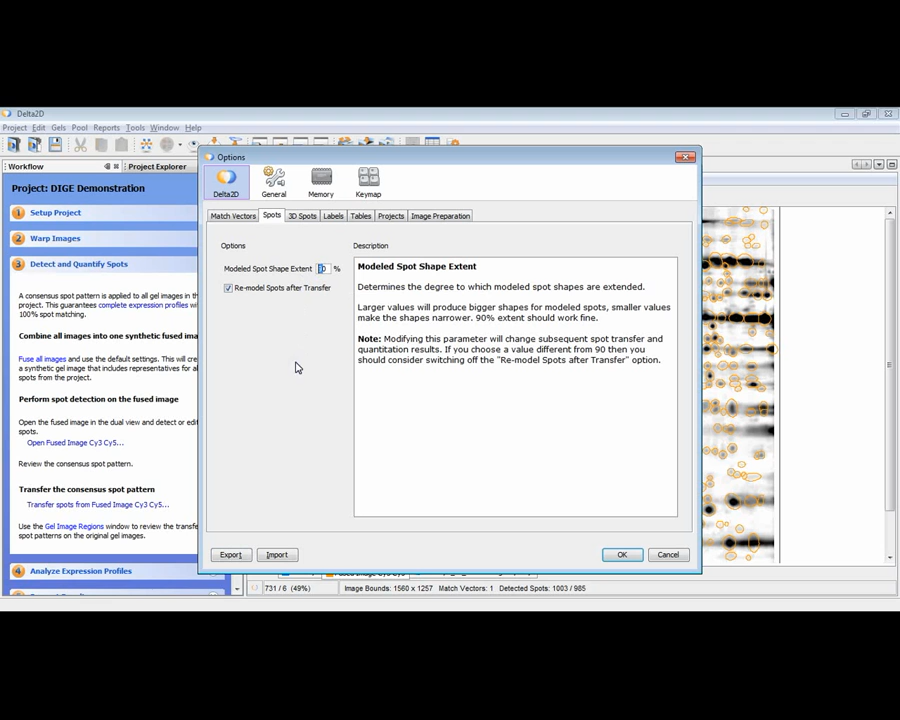 Delta2D
Project Edit Gels Pool Reports Tools Window Help
Workflow
Project Explorer
Project: DIGE Demonstration
1 Setup Project
2 Warp Images
3 Detect and Quantify Spots
A consensus spot pattern is applied to all gel images in
This guarantees complete expression profiles
100% spot matching.
Combine all images into one synthetic fused
Fuse all images and use the default settings. This will
a synthetic gel image that includes representatives for
spots from the project.
Perform spot detection on the fused image
Open the fused image in the dual view and detect or
spots.
Open Fused Image Cy3 Cy5...
Review the consensus spot pattern.
Transfer the consensus spot pattern
Transfer spots from Fused Image Cy3 Cy5...
Use the Gel Image Regions window to review the
spot patterns on the original gel images.
4 Analyze Expression Profiles
Options
Delta2D
General
Memory
Keymap
Match Vectors
Spots
3D Spots
Labels
Tables
Projects
Image Preparation
Options
Modeled Spot Shape Extent %
Re-model Spots after Transfer
Description
Modeled Spot Shape Extent
Determines the degree to which modeled spot shapes are extended.
Larger values will produce bigger shapes for modeled spots, smaller values
make the shapes narrower. 90% extent should work fine.
Note: Modifying this parameter will change subsequent spot transfer and
quantitation results. If you choose a value different from 90 then you
should consider switching off the "Re-model Spots after Transfer" option.
Export
Import
OK
Cancel
731 / 6 (49%)
Image Bounds: 1560 x 1257 Match Vectors: 1 Detected Spots: 1003 / 985